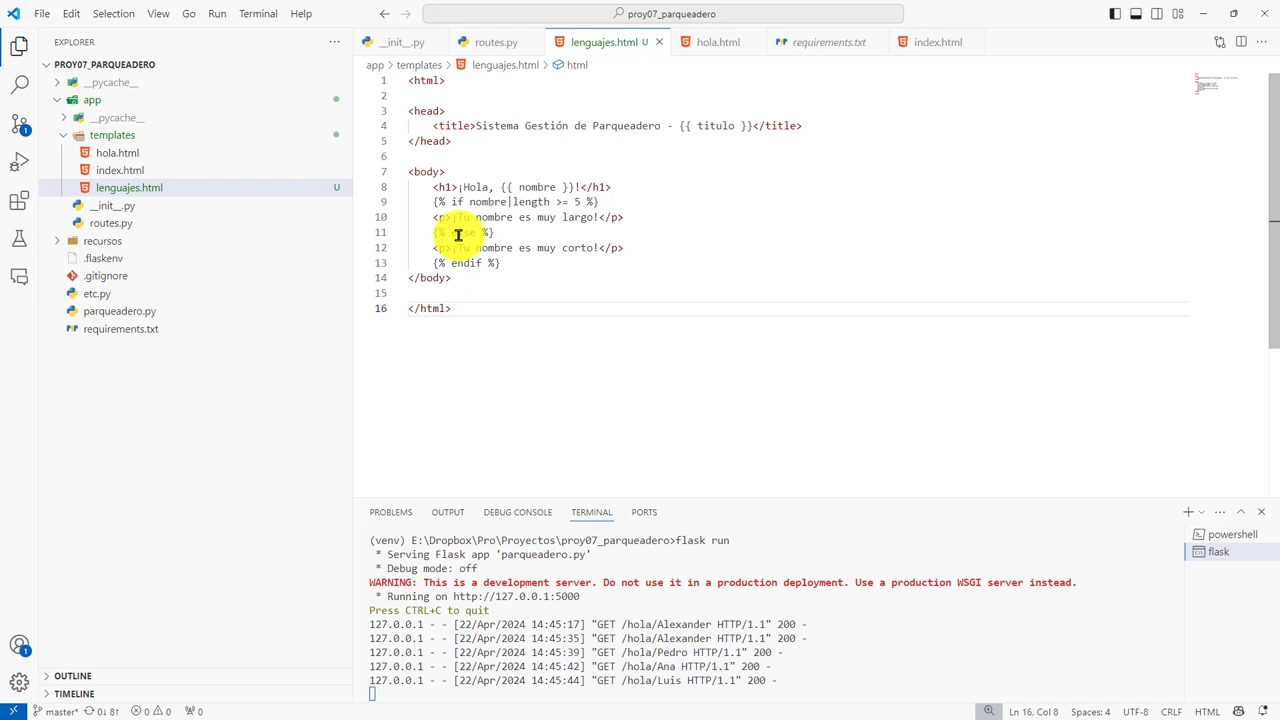 File Edit Selection View Go Run Terminal Help
proy07_parqueadero
EXPLORER
__init__.py
routes.py
lenguajes.html U
hola.html
requirements.txt
index.html
PROY07_PARQUEADERO
__pycache__
app
__pycache__
templates
hola.html
index.html
lenguajes.html U
__init__.py
routes.py
recursos
.flaskenv
.gitignore
etc.py
parqueadero.py
requirements.txt
OUTLINE
TIMELINE
app > templates > lenguajes.html > html
1 <html>
2
3 <head>
4 <title>Sistema Gestión de Parqueadero - {{ titulo }}</title>
5 </head>
6
7 <body>
8 <h1>¡Hola, {{ nombre }}!</h1>
9 {% if nombre|length >= 5 %}
10 <p>¡Tu nombre es muy largo!</p>
11 {% else %}
12 <p>¡Tu nombre es muy corto!</p>
13 {% endif %}
14 </body>
15
16 </html>
PROBLEMS OUTPUT DEBUG CONSOLE TERMINAL PORTS
powershell
flask
(venv) E:\Dropbox\Pro\Proyectos\proy07_parqueadero>flask run
* Serving Flask app 'parqueadero.py'
* Debug mode: off
WARNING: This is a development server. Do not use it in a production deployment. Use a production WSGI server instead.
* Running on http://127.0.0.1:5000
Press CTRL+C to quit
127.0.0.1 - - [22/Apr/2024 14:45:17] "GET /hola/Alexander HTTP/1.1" 200 -
127.0.0.1 - - [22/Apr/2024 14:45:35] "GET /hola/Alexander HTTP/1.1" 200 -
127.0.0.1 - - [22/Apr/2024 14:45:39] "GET /hola/Pedro HTTP/1.1" 200 -
127.0.0.1 - - [22/Apr/2024 14:45:42] "GET /hola/Ana HTTP/1.1" 200 -
127.0.0.1 - - [22/Apr/2024 14:45:44] "GET /hola/Luis HTTP/1.1" 200 -
master* 0↓ 8↑ 0 0 0 Ln 16, Col 8 Spaces: 4 UTF-8 CRLF HTML